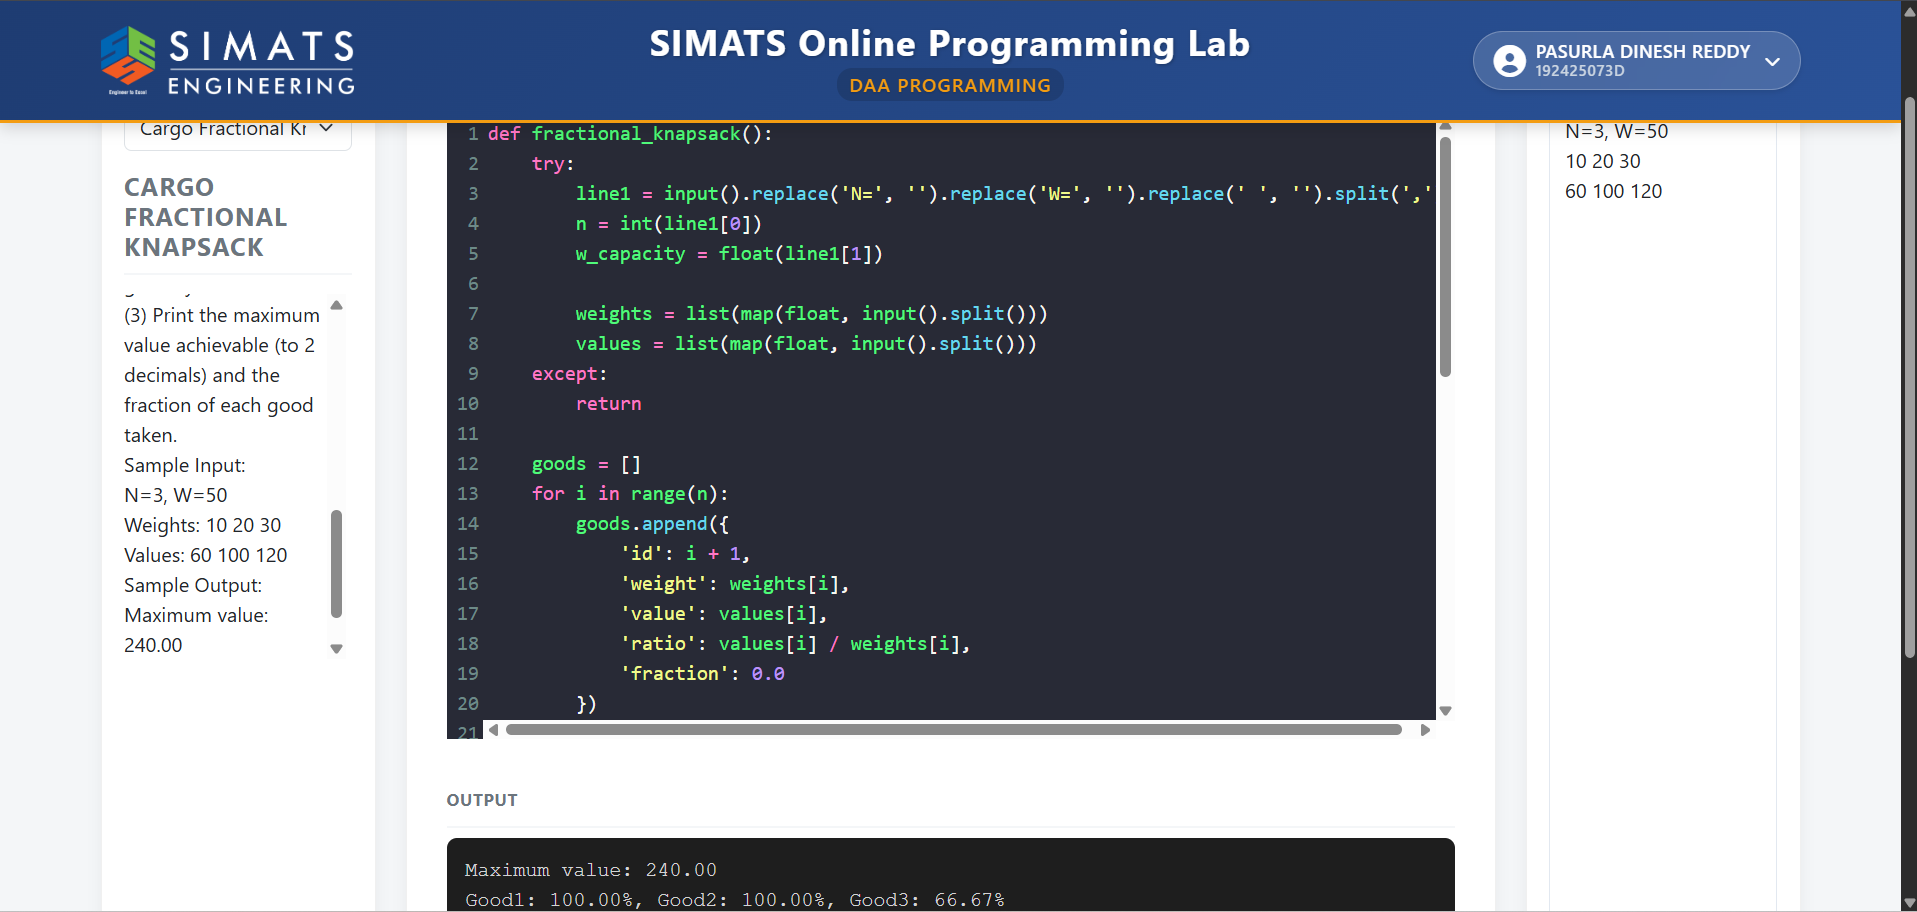 SIMATS
ENGINEERING
Engineer to Excel
SIMATS Online Programming Lab
DAA PROGRAMMING
PASURLA DINESH REDDY
192425073D
Cargo Fractional Kr
CARGO
FRACTIONAL
KNAPSACK
(3) Print the maximum
value achievable (to 2
decimals) and the
fraction of each good
taken.
Sample Input:
N=3, W=50
Weights: 10 20 30
Values: 60 100 120
Sample Output:
Maximum value:
240.00
1 def fractional_knapsack():
2     try:
3         line1 = input().replace('N=', '').replace('W=', '').replace(' ', '').split(','
4         n = int(line1[0])
5         w_capacity = float(line1[1])
6
7         weights = list(map(float, input().split()))
8         values = list(map(float, input().split()))
9     except:
10         return
11
12     goods = []
13     for i in range(n):
14         goods.append({
15             'id': i + 1,
16             'weight': weights[i],
17             'value': values[i],
18             'ratio': values[i] / weights[i],
19             'fraction': 0.0
20         })
21
OUTPUT
Maximum value: 240.00
Good1: 100.00%, Good2: 100.00%, Good3: 66.67%
N=3, W=50
10 20 30
60 100 120